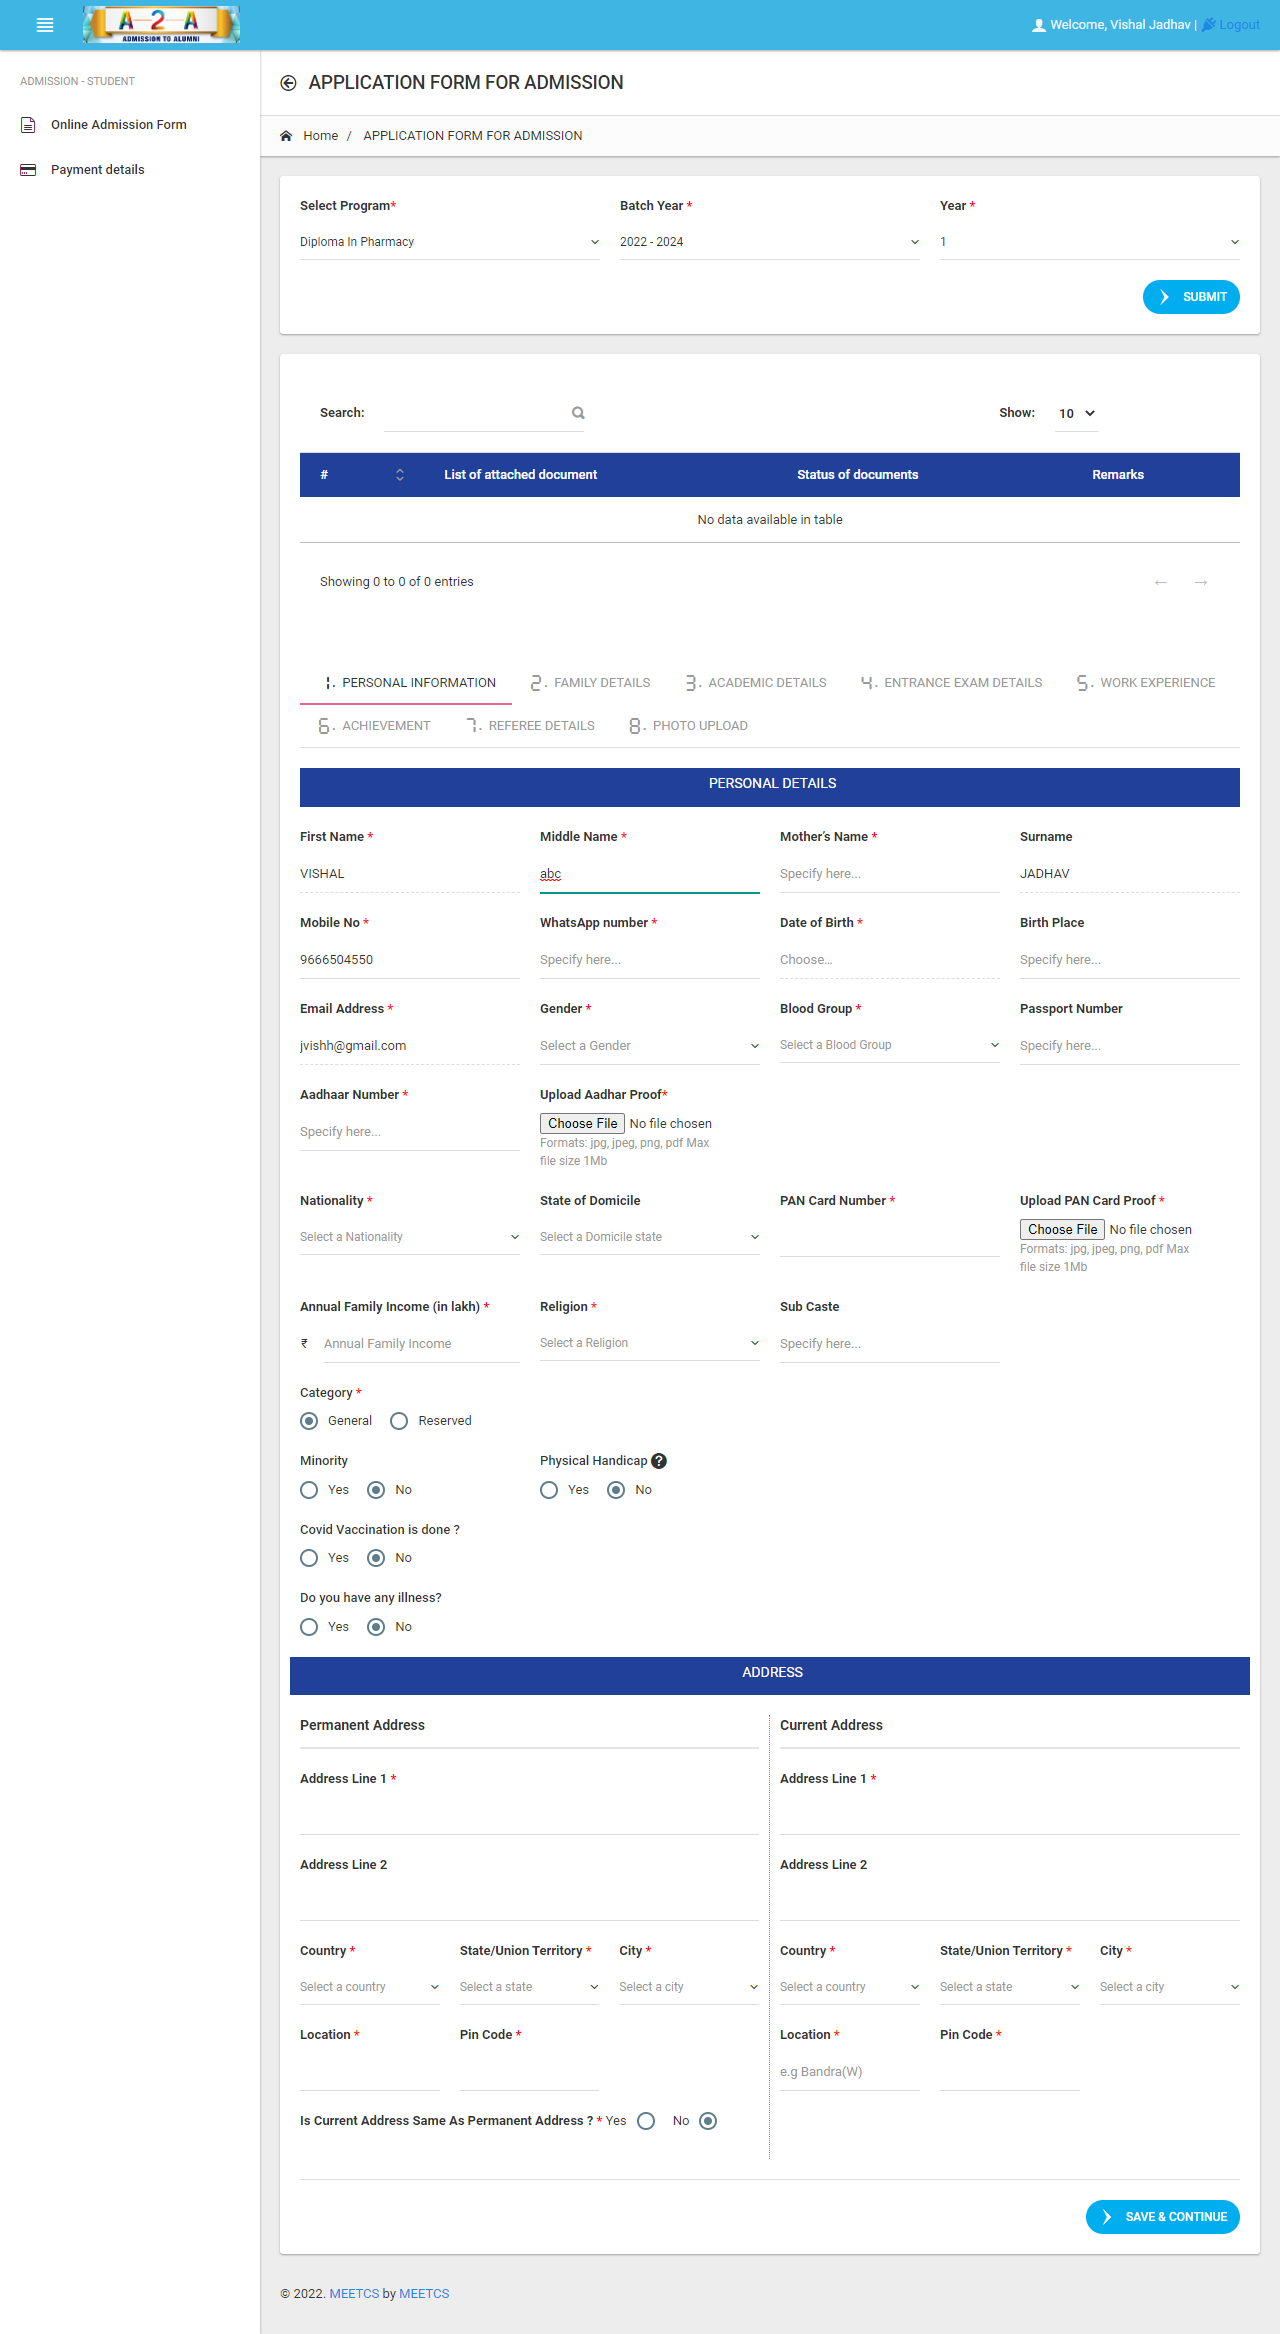 A 2 A
ADMISSION TO ALUMNI
Welcome, Vishal Jadhav | Logout
ADMISSION - STUDENT
Online Admission Form
Payment details
APPLICATION FORM FOR ADMISSION
Home / APPLICATION FORM FOR ADMISSION
Select Program* Batch Year * Year *
Diploma In Pharmacy 2022 - 2024 1
SUBMIT
Search: Show: 10
# List of attached document Status of documents Remarks
No data available in table
Showing 0 to 0 of 0 entries ← →
1. PERSONAL INFORMATION 2. FAMILY DETAILS 3. ACADEMIC DETAILS 4. ENTRANCE EXAM DETAILS 5. WORK EXPERIENCE
6. ACHIEVEMENT 7. REFEREE DETAILS 8. PHOTO UPLOAD
PERSONAL DETAILS
First Name * Middle Name * Mother's Name * Surname
VISHAL abc Specify here... JADHAV
Mobile No * WhatsApp number * Date of Birth * Birth Place
9666504550 Specify here... Choose... Specify here...
Email Address * Gender * Blood Group * Passport Number
jvishh@gmail.com Select a Gender Select a Blood Group Specify here...
Aadhaar Number * Upload Aadhar Proof*
Specify here... Choose File No file chosen
Formats: jpg, jpeg, png, pdf Max
file size 1Mb
Nationality * State of Domicile PAN Card Number * Upload PAN Card Proof *
Select a Nationality Select a Domicile state Choose File No file chosen
Formats: jpg, jpeg, png, pdf Max
file size 1Mb
Annual Family Income (in lakh) * Religion * Sub Caste
₹ Annual Family Income Select a Religion Specify here...
Category *
General Reserved
Minority Physical Handicap ?
Yes No Yes No
Covid Vaccination is done ?
Yes No
Do you have any illness?
Yes No
ADDRESS
Permanent Address Current Address
Address Line 1 * Address Line 1 *
Address Line 2 Address Line 2
Country * State/Union Territory * City * Country * State/Union Territory * City *
Select a country Select a state Select a city Select a country Select a state Select a city
Location * Pin Code * Location * Pin Code *
e.g Bandra(W)
Is Current Address Same As Permanent Address ? * Yes No
SAVE & CONTINUE
© 2022. MEETCS by MEETCS